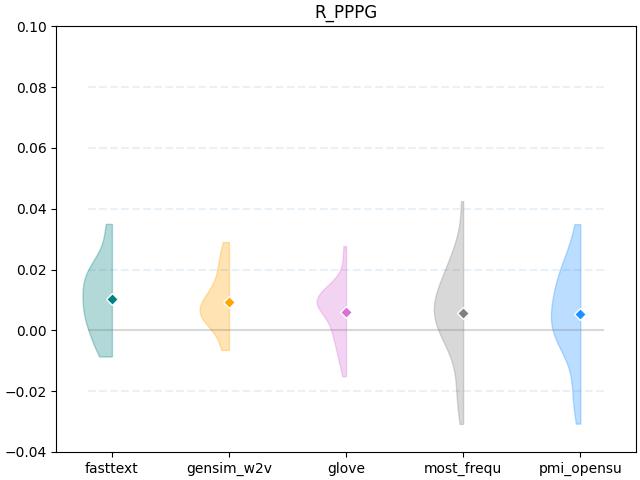 R_PPPG
0.10
0.08
0.06
0.04
0.02
0.00
−0.02
−0.04
fasttext
gensim_w2v
glove
most_frequ
pmi_opensu